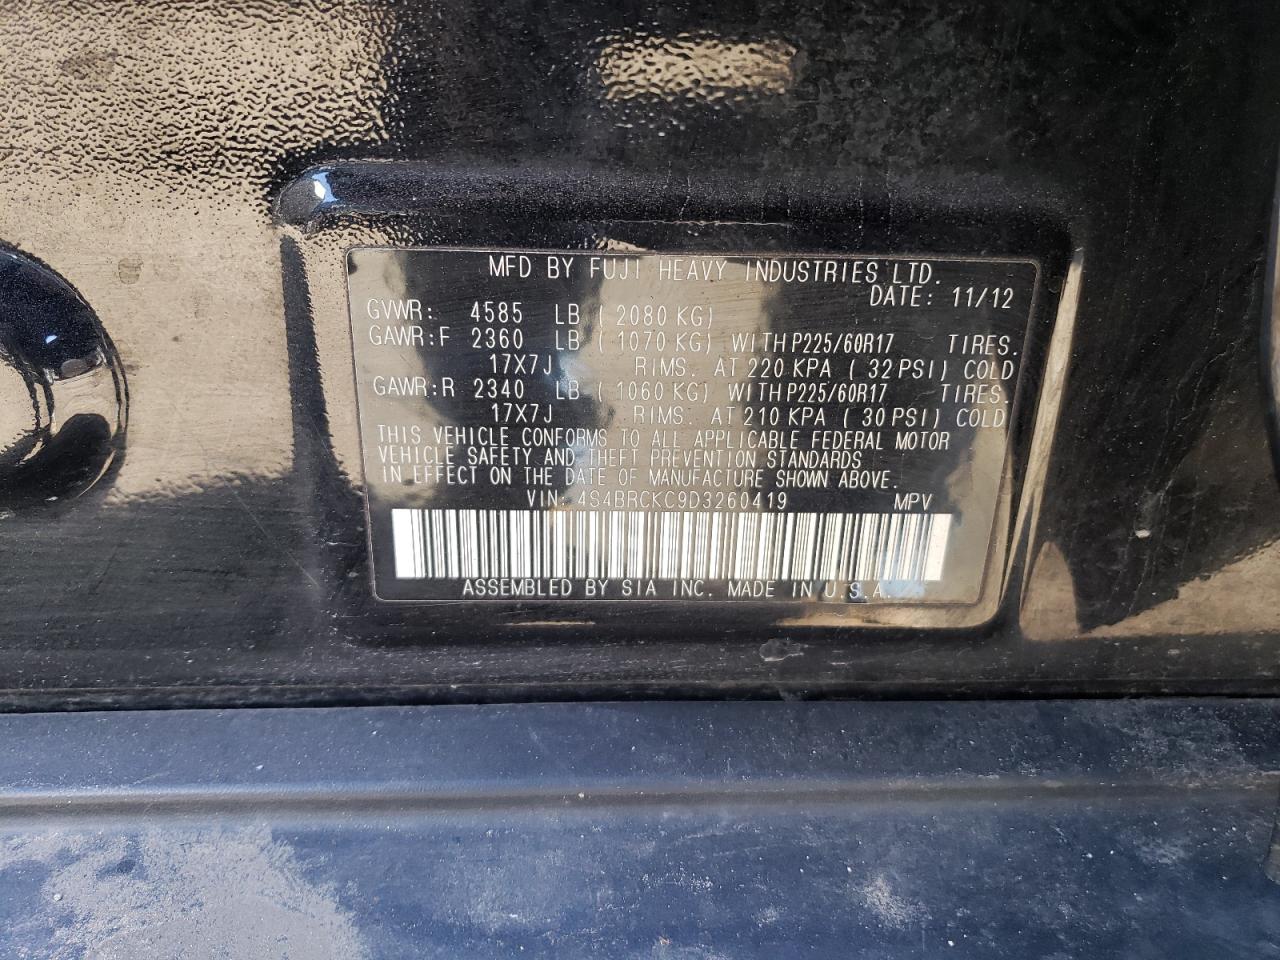 MFD BY FUJI HEAVY INDUSTRIES LTD.
DATE: 11/12
GVWR: 4585 LB ( 2080 KG)
GAWR:F 2360 LB ( 1070 KG) WITH P225/60R17 TIRES.
17X7J RIMS. AT 220 KPA ( 32 PSI) COLD
GAWR:R 2340 LB ( 1060 KG) WITH P225/60R17 TIRES.
17X7J RIMS. AT 210 KPA ( 30 PSI) COLD
THIS VEHICLE CONFORMS TO ALL APPLICABLE FEDERAL MOTOR
VEHICLE SAFETY AND THEFT PREVENTION STANDARDS
IN EFFECT ON THE DATE OF MANUFACTURE SHOWN ABOVE.
VIN: 4S4BRCKC9D3260419 MPV
ASSEMBLED BY SIA INC. MADE IN U.S.A.